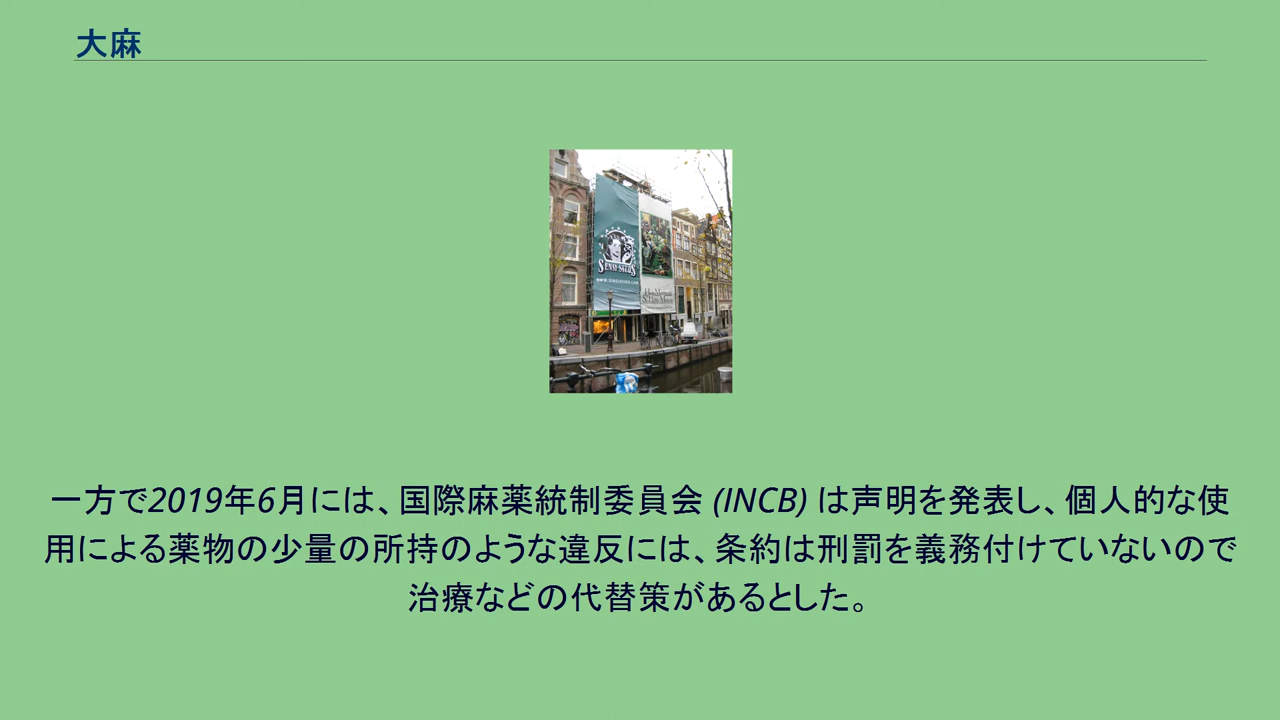 大麻
SENSI SEEDS
一方で2019年6月には、国際麻薬統制委員会 (INCB) は声明を発表し、個人的な使
用による薬物の少量の所持のような違反には、条約は刑罰を義務付けていないので
治療などの代替策があるとした。